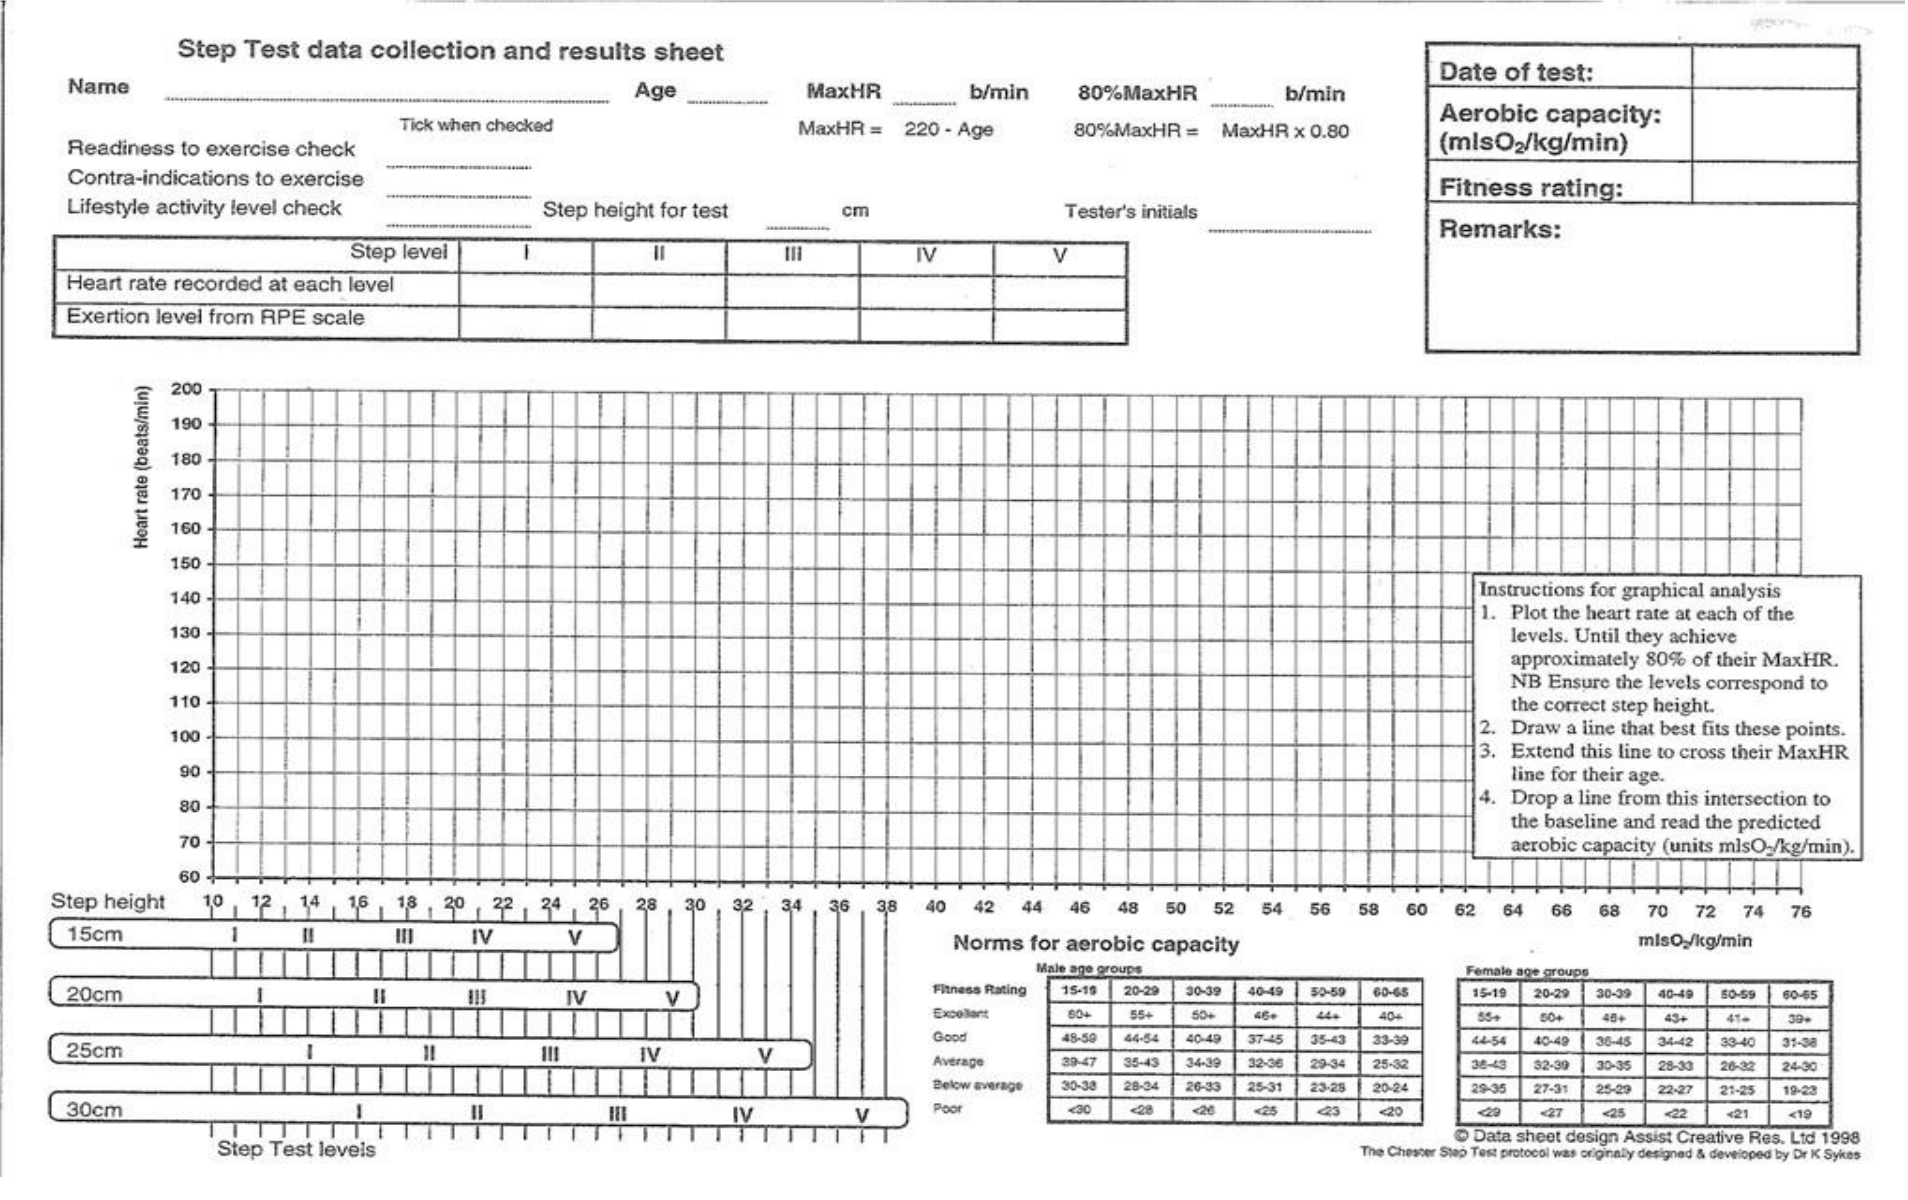 Step Test data collection and results sheet
Name Age MaxHR b/min 80%MaxHR b/min
Tick when checked MaxHR = 220 - Age 80%MaxHR = MaxHR x 0.80
Readiness to exercise check
Contra-indications to exercise
Lifestyle activity level check Step height for test cm Tester's initials
Date of test:
Aerobic capacity:
(mlsO₂/kg/min)
Fitness rating:
Remarks:
Step level I II III IV V
Heart rate recorded at each level
Exertion level from RPE scale
Heart rate (beats/min)
200
190
180
170
160
150
140
130
120
110
100
90
80
70
60
Instructions for graphical analysis
1. Plot the heart rate at each of the
levels. Until they achieve
approximately 80% of their MaxHR.
NB Ensure the levels correspond to
the correct step height.
2. Draw a line that best fits these points.
3. Extend this line to cross their MaxHR
line for their age.
4. Drop a line from this intersection to
the baseline and read the predicted
aerobic capacity (units mlsO₂/kg/min).
Step height 10 12 14 16 18 20 22 24 26 28 30 32 34 36 38 40 42 44 46 48 50 52 54 56 58 60 62 64 66 68 70 72 74 76
mlsO₂/kg/min
15cm I II III IV V
20cm I II III IV V
25cm I II III IV V
30cm I II III IV V
Step Test levels
Norms for aerobic capacity
Male age groups
Fitness Rating 15-19 20-29 30-39 40-49 50-59 60-65
Excellent 60+ 55+ 50+ 46+ 44+ 40+
Good 48-59 44-54 40-49 37-45 35-43 33-39
Average 39-47 35-43 34-39 32-36 29-34 25-32
Below average 30-38 28-34 26-33 25-31 23-28 20-24
Poor <30 <28 <26 <25 <23 <20
Female age groups
15-19 20-29 30-39 40-49 50-59 60-65
55+ 50+ 46+ 43+ 41+ 39+
44-54 40-49 36-45 34-42 33-40 31-38
36-43 32-39 30-35 28-33 26-32 24-30
29-35 27-31 25-29 22-27 21-25 19-23
<29 <27 <25 <22 <21 <19
© Data sheet design Assist Creative Res. Ltd 1998
The Chester Step Test protocol was originally designed & developed by Dr K Sykes